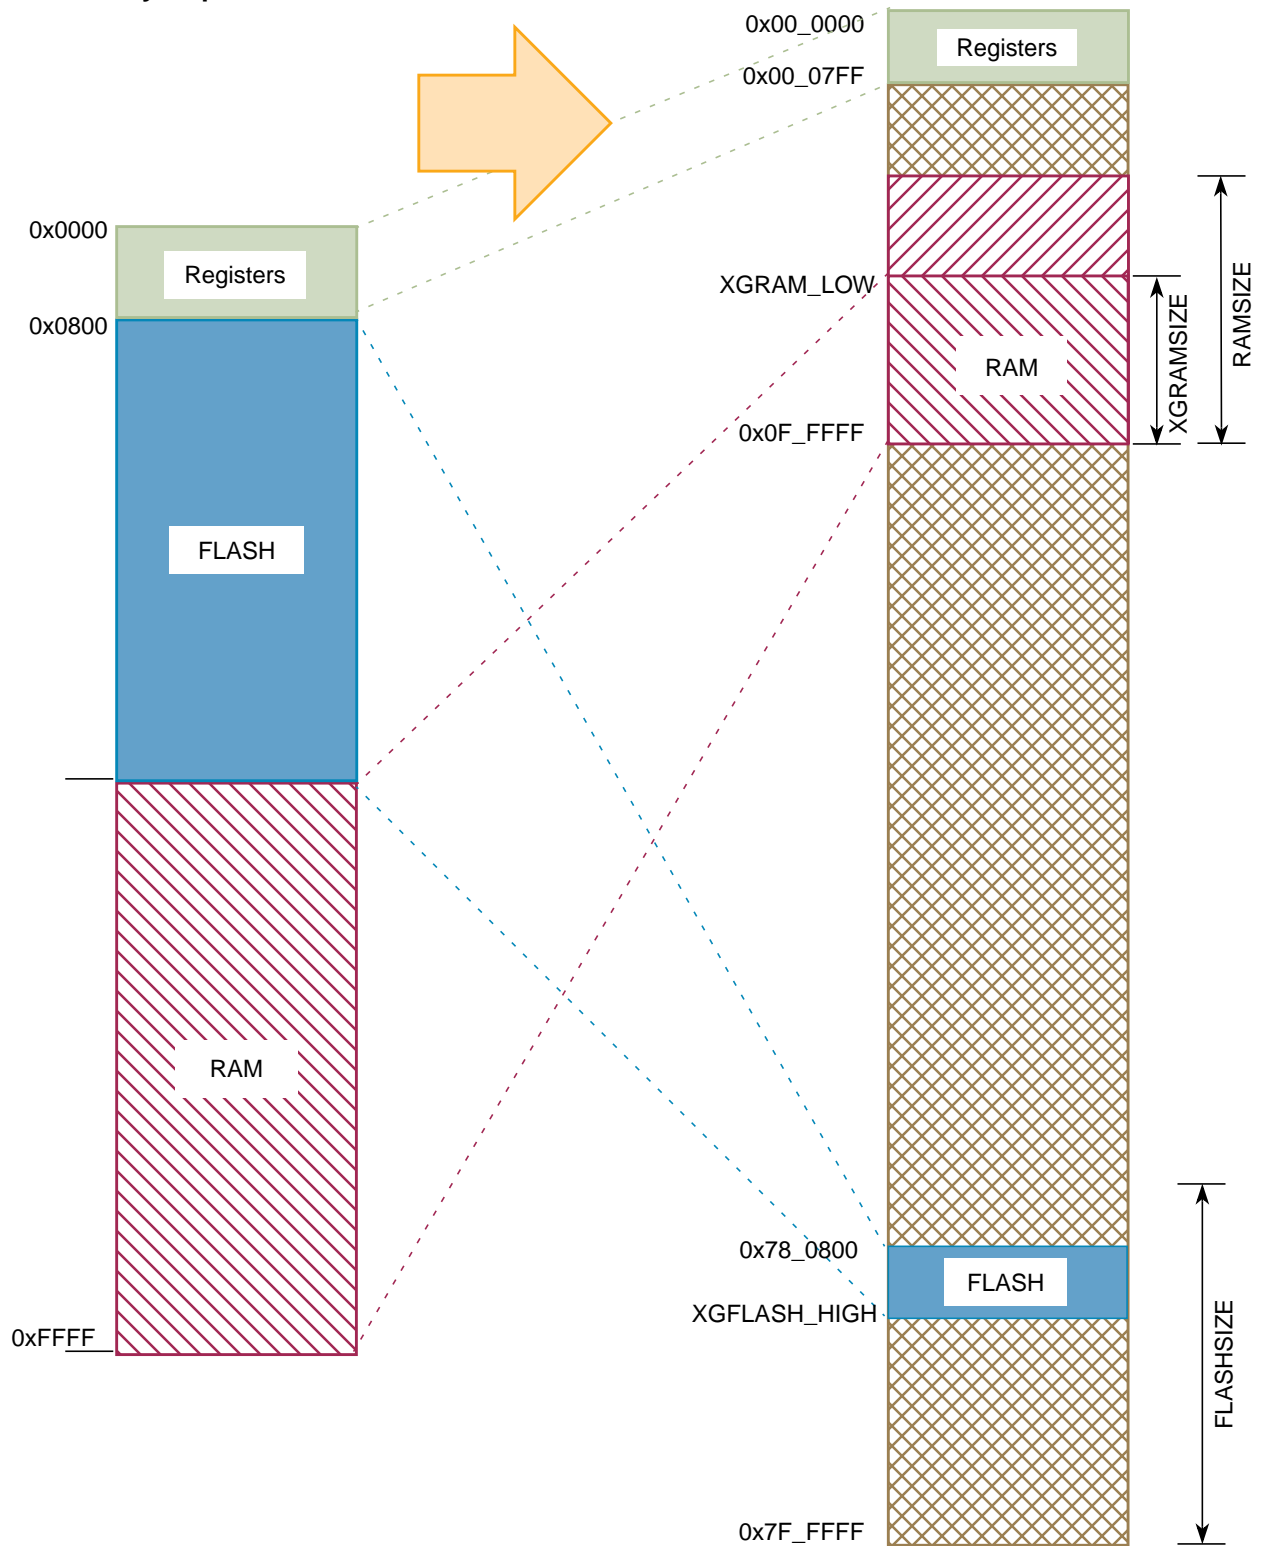 0x0000
Registers
0x0800
FLASH
RAM
0xFFFF
0x00_0000
Registers
0x00_07FF
XGRAM_LOW
RAM
0x0F_FFFF
XGRAMSIZE
RAMSIZE
0x78_0800
FLASH
XGFLASH_HIGH
FLASHSIZE
0x7F_FFFF